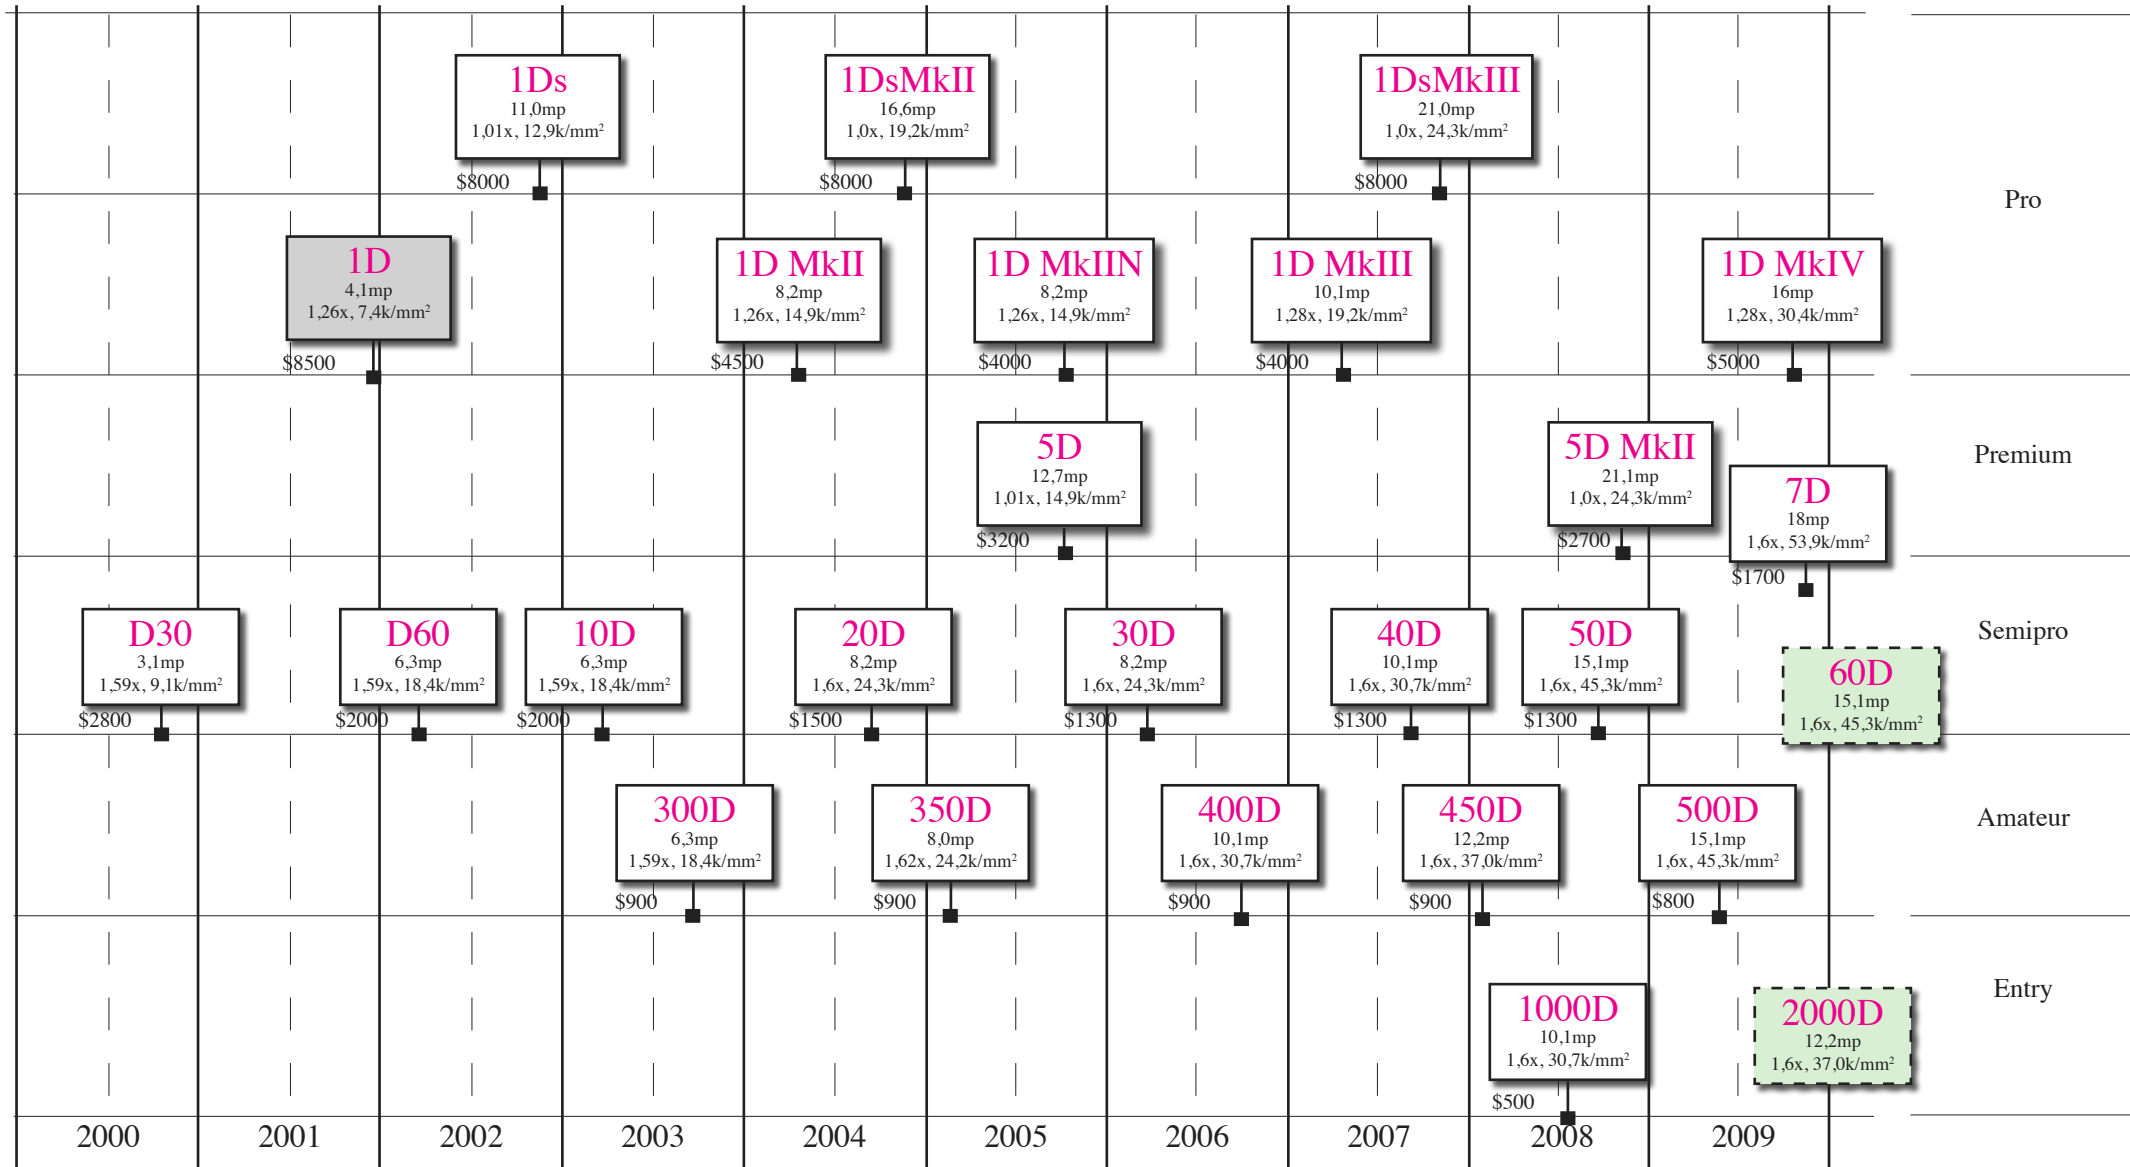 1Ds
11,0mp
1,01x, 12,9k/mm²
$8000
1DsMkII
16,6mp
1,0x, 19,2k/mm²
$8000
1DsMkIII
21,0mp
1,0x, 24,3k/mm²
$8000
Pro
1D
4,1mp
1,26x, 7,4k/mm²
$8500
1D MkII
8,2mp
1,26x, 14,9k/mm²
$4500
1D MkIIN
8,2mp
1,26x, 14,9k/mm²
$4000
1D MkIII
10,1mp
1,28x, 19,2k/mm²
$4000
1D MkIV
16mp
1,28x, 30,4k/mm²
$5000
5D
12,7mp
1,01x, 14,9k/mm²
$3200
5D MkII
21,1mp
1,0x, 24,3k/mm²
$2700
7D
18mp
1,6x, 53,9k/mm²
$1700
Premium
D30
3,1mp
1,59x, 9,1k/mm²
$2800
D60
6,3mp
1,59x, 18,4k/mm²
$2000
10D
6,3mp
1,59x, 18,4k/mm²
$2000
20D
8,2mp
1,6x, 24,3k/mm²
$1500
30D
8,2mp
1,6x, 24,3k/mm²
$1300
40D
10,1mp
1,6x, 30,7k/mm²
$1300
50D
15,1mp
1,6x, 45,3k/mm²
$1300
60D
15,1mp
1,6x, 45,3k/mm²
Semipro
300D
6,3mp
1,59x, 18,4k/mm²
$900
350D
8,0mp
1,62x, 24,2k/mm²
$900
400D
10,1mp
1,6x, 30,7k/mm²
$900
450D
12,2mp
1,6x, 37,0k/mm²
$900
500D
15,1mp
1,6x, 45,3k/mm²
$800
Amateur
1000D
10,1mp
1,6x, 30,7k/mm²
$500
2000D
12,2mp
1,6x, 37,0k/mm²
Entry
2000 2001 2002 2003 2004 2005 2006 2007 2008 2009